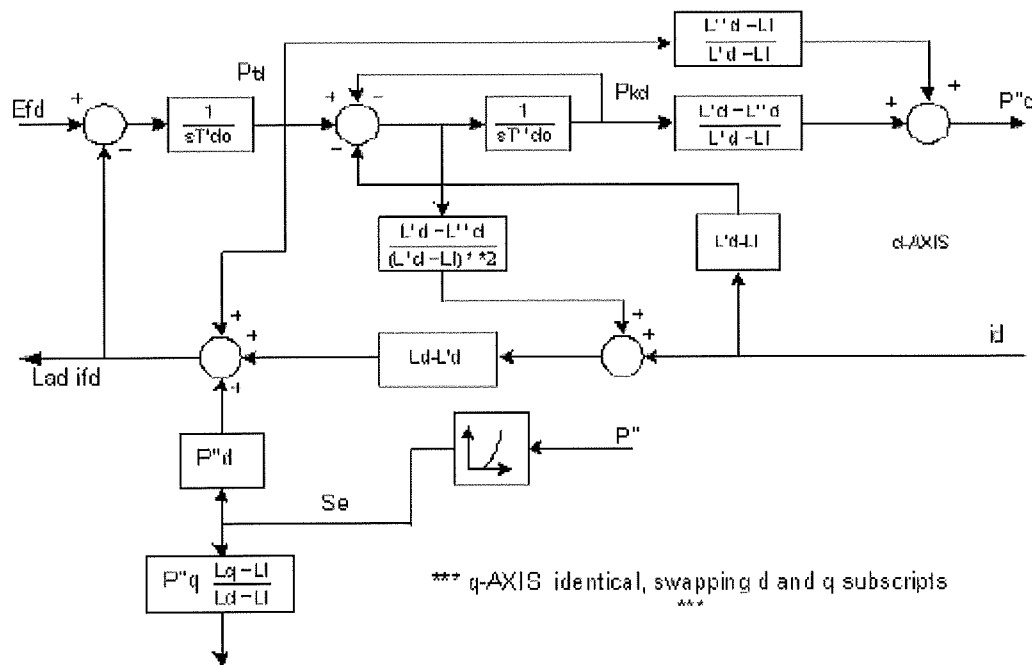 L''d -Ll
L'd -Ll
Efd
+
-
1
sT'do
+
-
-
Pkd
1
sT'do
L'd -L''d
L'd -Ll
+
+
L'd -L''d
(L'd -Ll)* *2
L'd-Ll
d-AXIS
+
+
+
+
+
Ld-L'd
id
Lad ifd
P''d
P''
Se
P''q
Lq -Ll
Ld -Ll
*** q-AXIS identical, swapping d and q subscripts
***